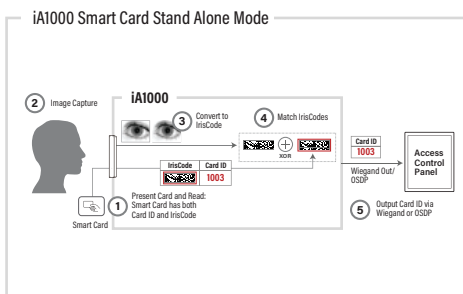 iA1000 Smart Card Stand Alone Mode
2 Image Capture
iA1000
3 Convert to
IrisCode
4 Match IrisCodes
XOR
IrisCode Card ID
1003
Card ID
1003
Wiegand Out/
OSDP
Access
Control
Panel
1 Present Card and Read:
Smart Card has both
Card ID and IrisCode
Smart Card
5 Output Card ID via
Wiegand or OSDP